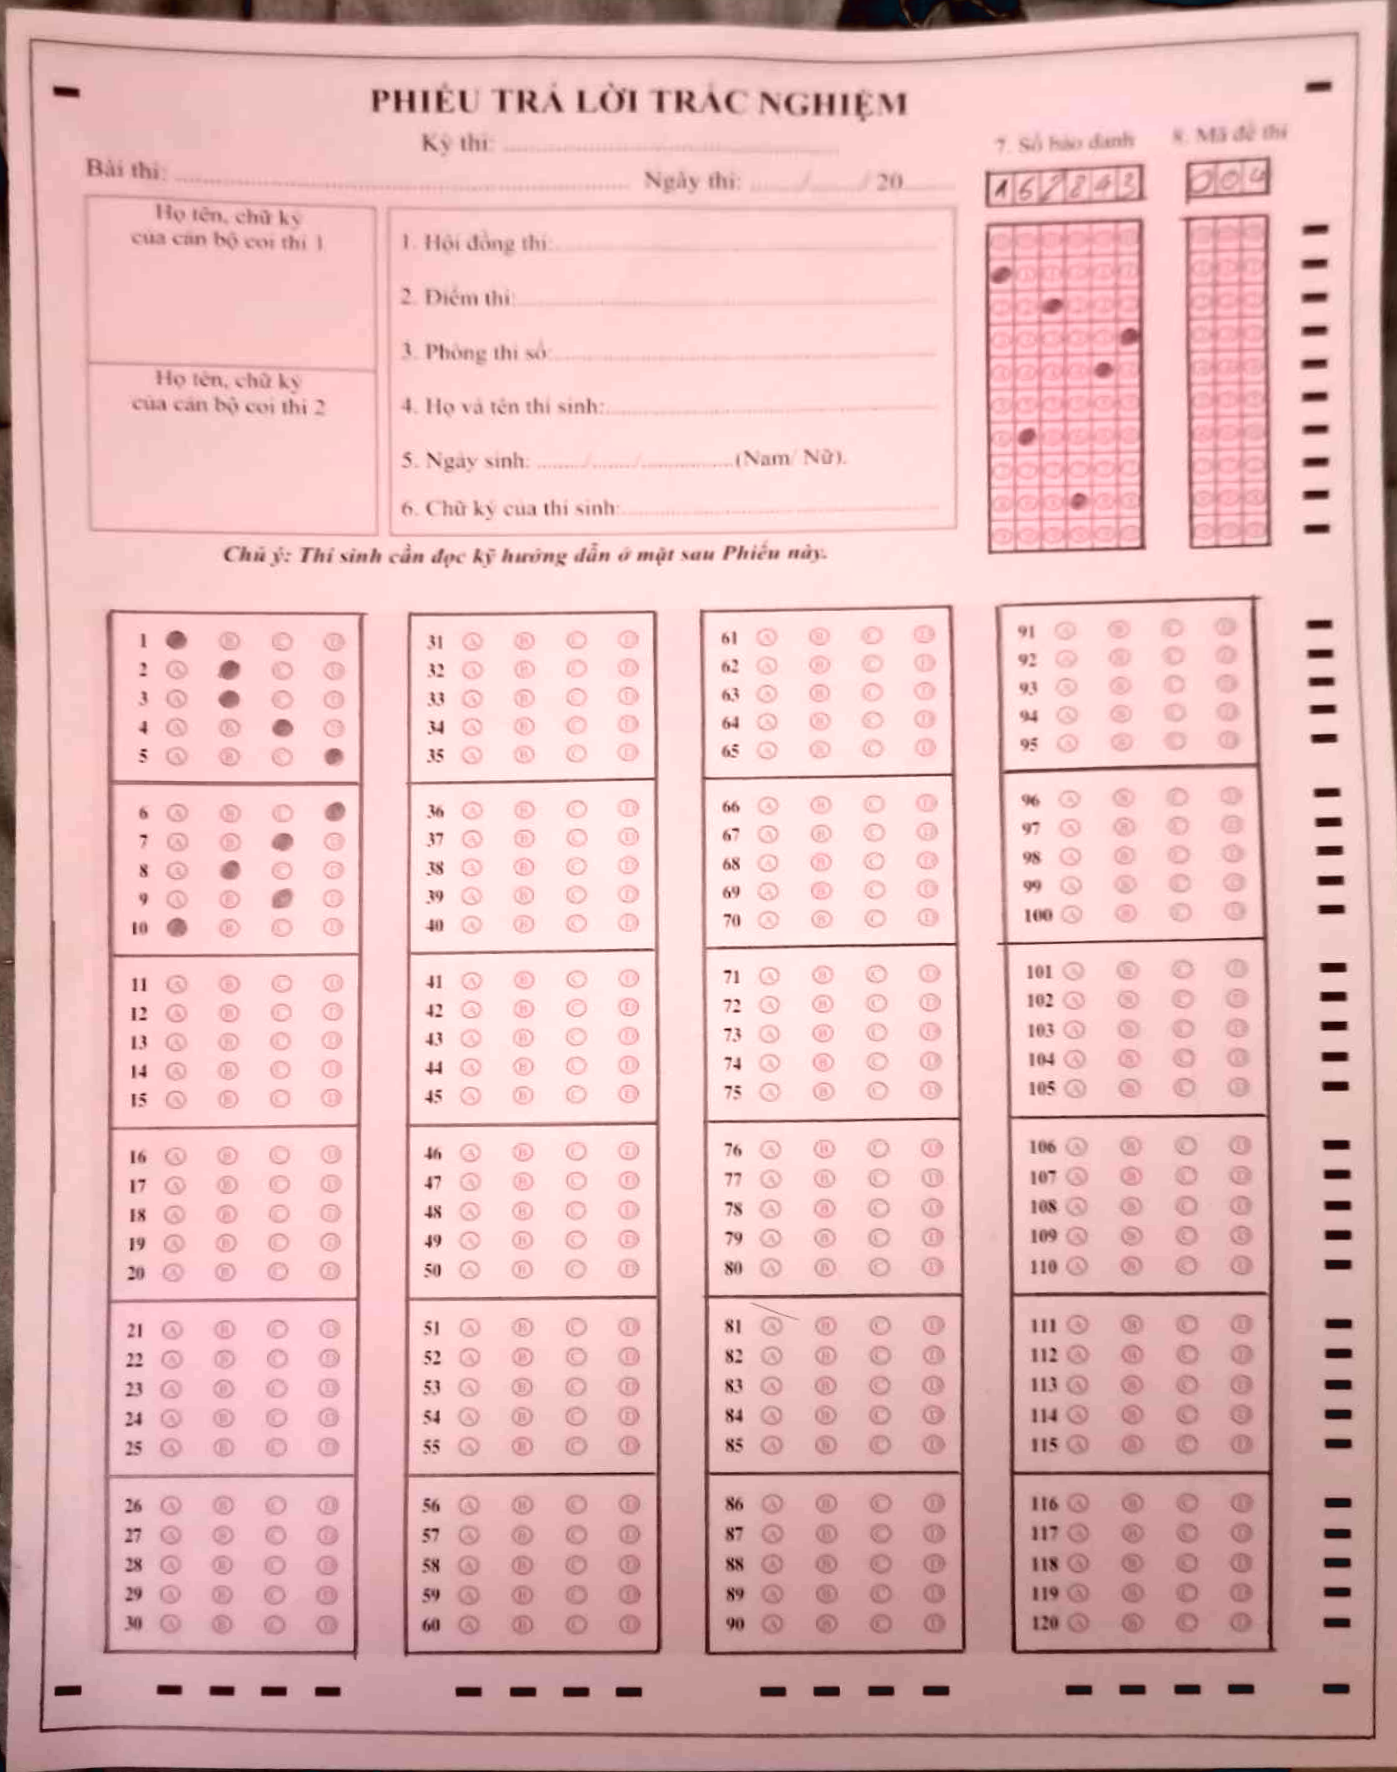 PHIẾU TRẢ LỜI TRẮC NGHIỆM
Kỳ thi:
Bài thi:
Ngày thi: / / 20
7. Số báo danh
8. Mã đề thi
004
Họ tên, chữ ký
của cán bộ coi thi 1
Họ tên, chữ ký
của cán bộ coi thi 2
1. Hội đồng thi:
2. Điểm thi:
3. Phòng thi số:
4. Họ và tên thí sinh:
5. Ngày sinh: / / (Nam/ Nữ).
6. Chữ ký của thí sinh:
Chú ý: Thí sinh cần đọc kỹ hướng dẫn ở mặt sau Phiếu này.
1 B C D
2 A C D
3 A C D
4 A B D
5 A B C
6 A B C
7 A B D
8 A C D
9 A B D
10 B C D
11 A B C D
12 A B C D
13 A B C D
14 A B C D
15 A B C D
16 A B C D
17 A B C D
18 A B C D
19 A B C D
20 A B C D
21 A B C D
22 A B C D
23 A B C D
24 A B C D
25 A B C D
26 A B C D
27 A B C D
28 A B C D
29 A B C D
30 A B C D
31 A B C D
32 A B C D
33 A B C D
34 A B C D
35 A B C D
36 A B C D
37 A B C D
38 A B C D
39 A B C D
40 A B C D
41 A B C D
42 A B C D
43 A B C D
44 A B C D
45 A B C D
46 A B C D
47 A B C D
48 A B C D
49 A B C D
50 A B C D
51 A B C D
52 A B C D
53 A B C D
54 A B C D
55 A B C D
56 A B C D
57 A B C D
58 A B C D
59 A B C D
60 A B C D
61 A B C D
62 A B C D
63 A B C D
64 A B C D
65 A B C D
66 A B C D
67 A B C D
68 A B C D
69 A B C D
70 A B C D
71 A B C D
72 A B C D
73 A B C D
74 A B C D
75 A B C D
76 A B C D
77 A B C D
78 A B C D
79 A B C D
80 A B C D
81 A B C D
82 A B C D
83 A B C D
84 A B C D
85 A B C D
86 A B C D
87 A B C D
88 A B C D
89 A B C D
90 A B C D
91 A B C D
92 A B C D
93 A B C D
94 A B C D
95 A B C D
96 A B C D
97 A B C D
98 A B C D
99 A B C D
100 A B C D
101 A B C D
102 A B C D
103 A B C D
104 A B C D
105 A B C D
106 A B C D
107 A B C D
108 A B C D
109 A B C D
110 A B C D
111 A B C D
112 A B C D
113 A B C D
114 A B C D
115 A B C D
116 A B C D
117 A B C D
118 A B C D
119 A B C D
120 A B C D